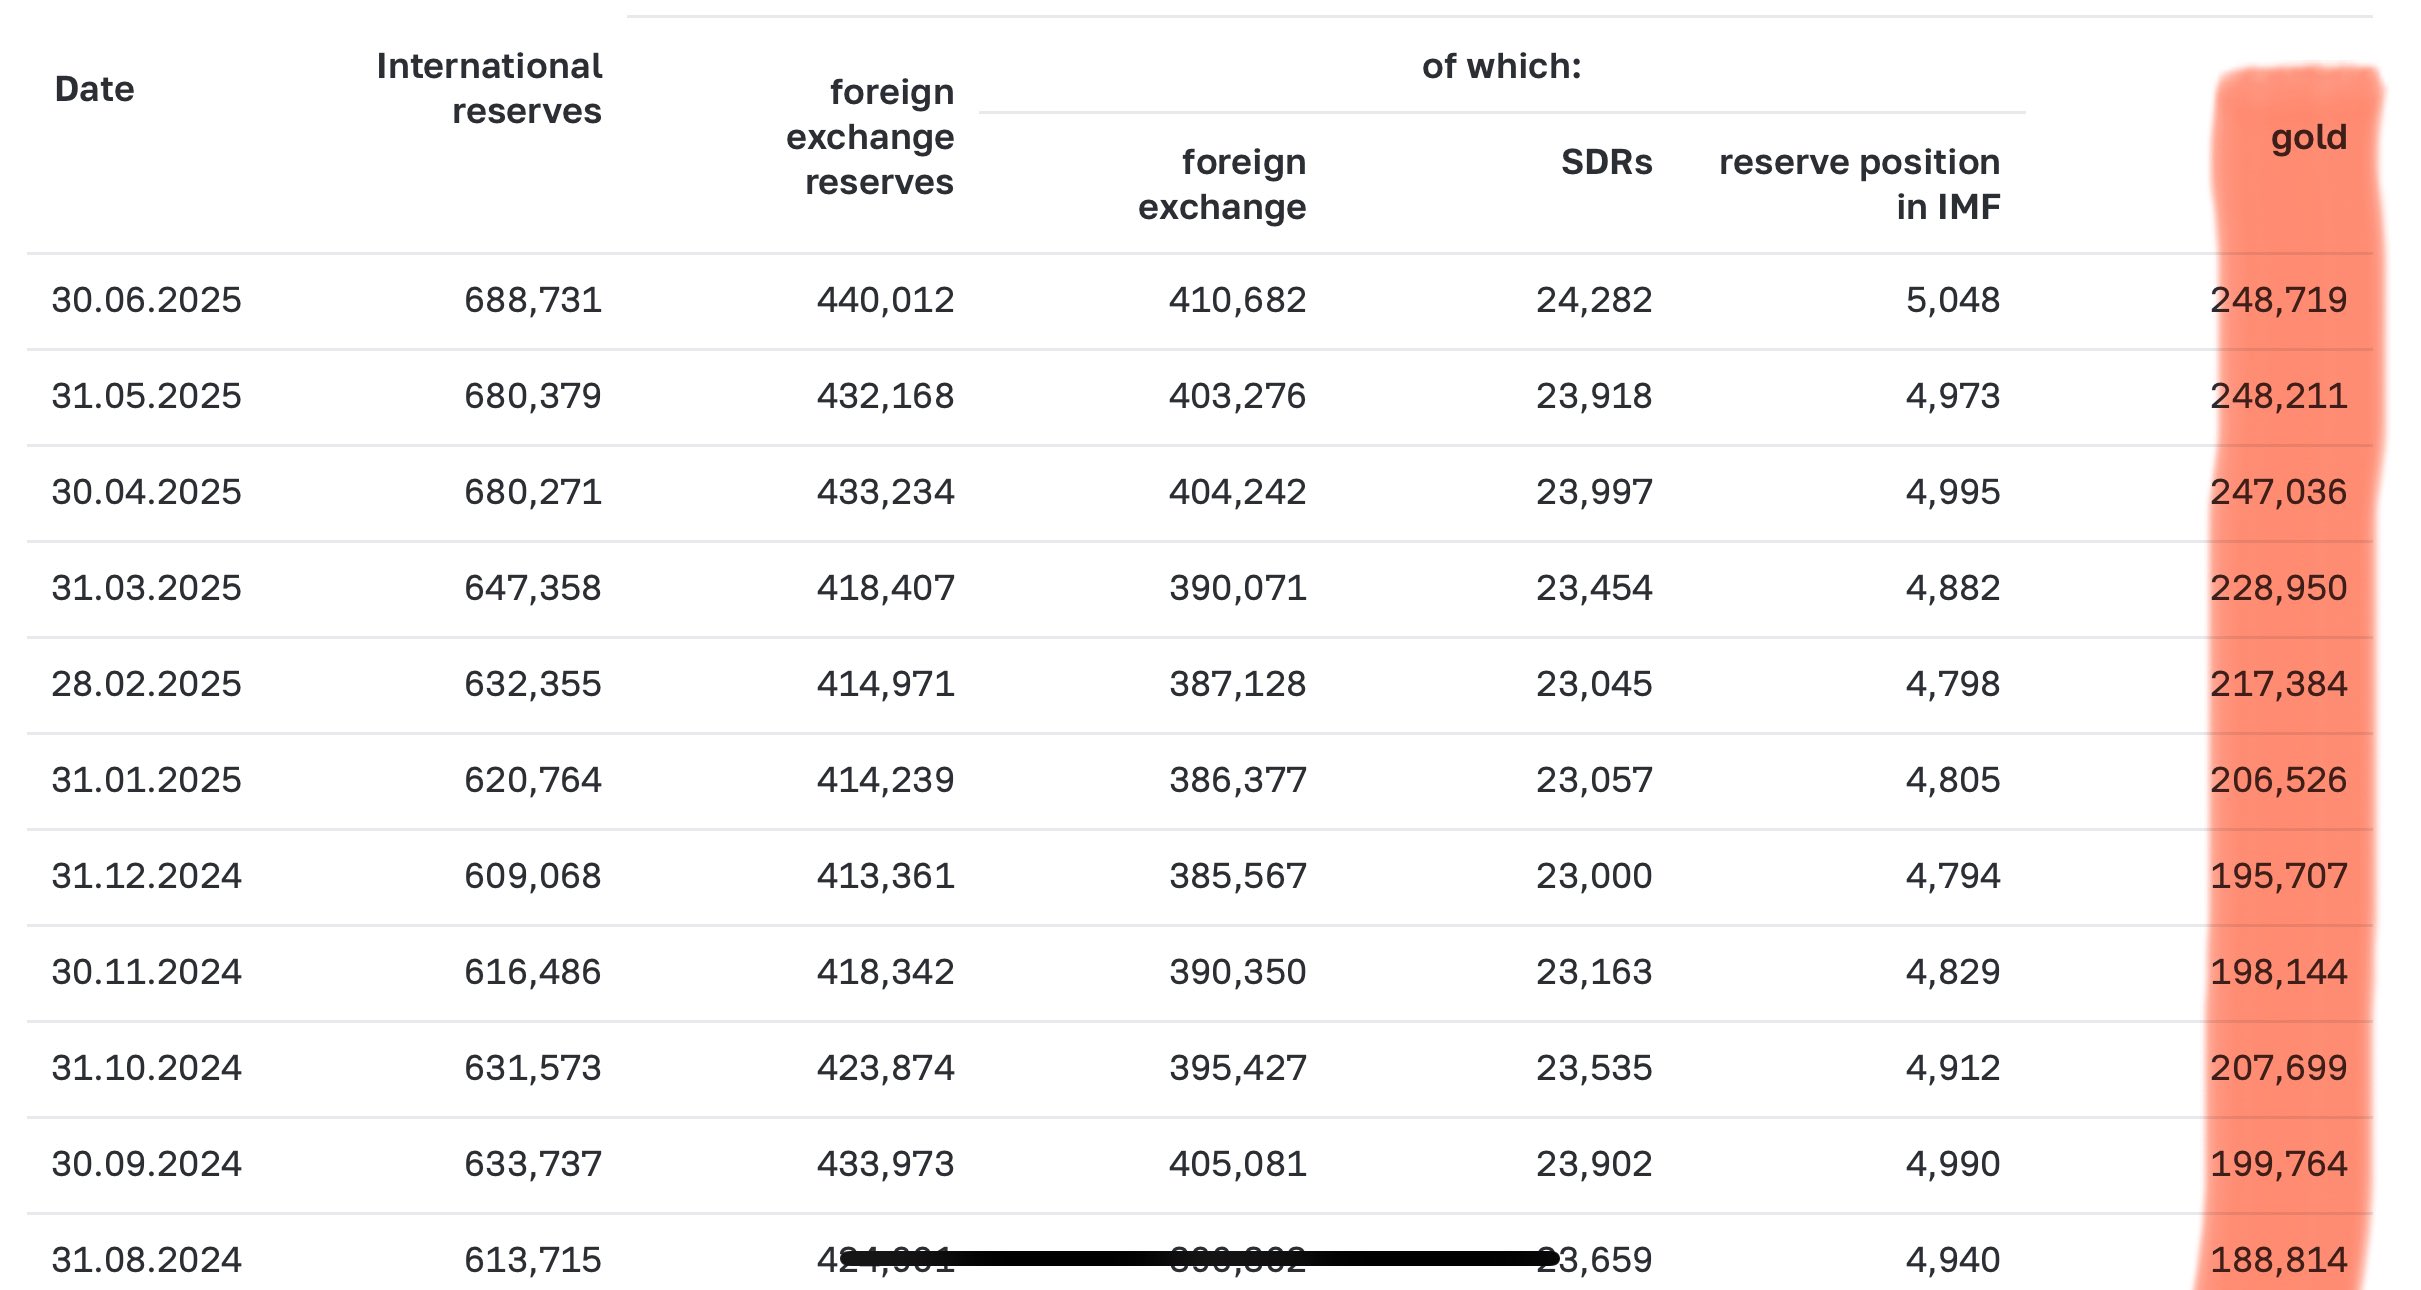 Date International reserves foreign exchange reserves of which: gold
foreign exchange SDRs reserve position in IMF
30.06.2025 688,731 440,012 410,682 24,282 5,048 248,719
31.05.2025 680,379 432,168 403,276 23,918 4,973 248,211
30.04.2025 680,271 433,234 404,242 23,997 4,995 247,036
31.03.2025 647,358 418,407 390,071 23,454 4,882 228,950
28.02.2025 632,355 414,971 387,128 23,045 4,798 217,384
31.01.2025 620,764 414,239 386,377 23,057 4,805 206,526
31.12.2024 609,068 413,361 385,567 23,000 4,794 195,707
30.11.2024 616,486 418,342 390,350 23,163 4,829 198,144
31.10.2024 631,573 423,874 395,427 23,535 4,912 207,699
30.09.2024 633,737 433,973 405,081 23,902 4,990 199,764
31.08.2024 613,715 23,659 4,940 188,814